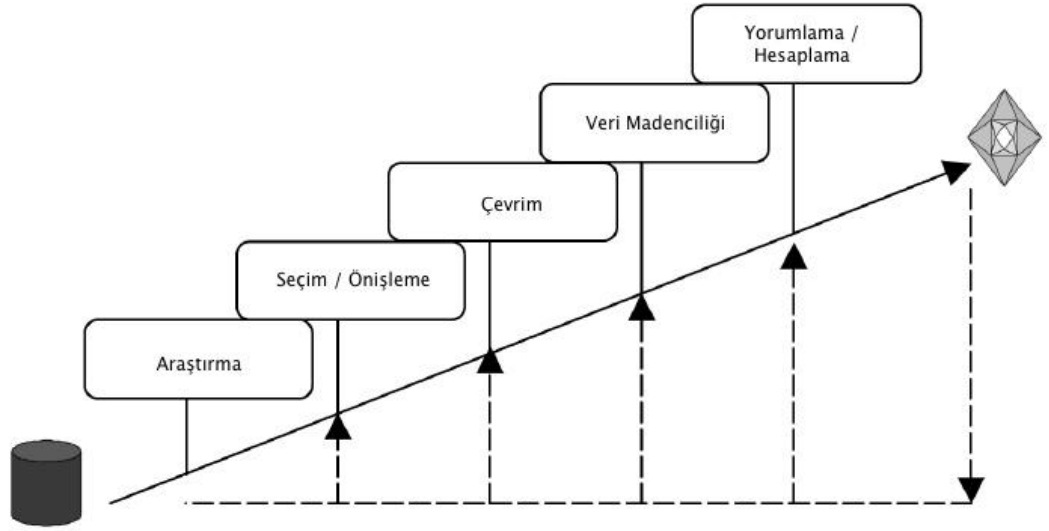 Yorumlama /
Hesaplama
Veri Madenciliği
Çevrim
Seçim / Önişleme
Araştırma